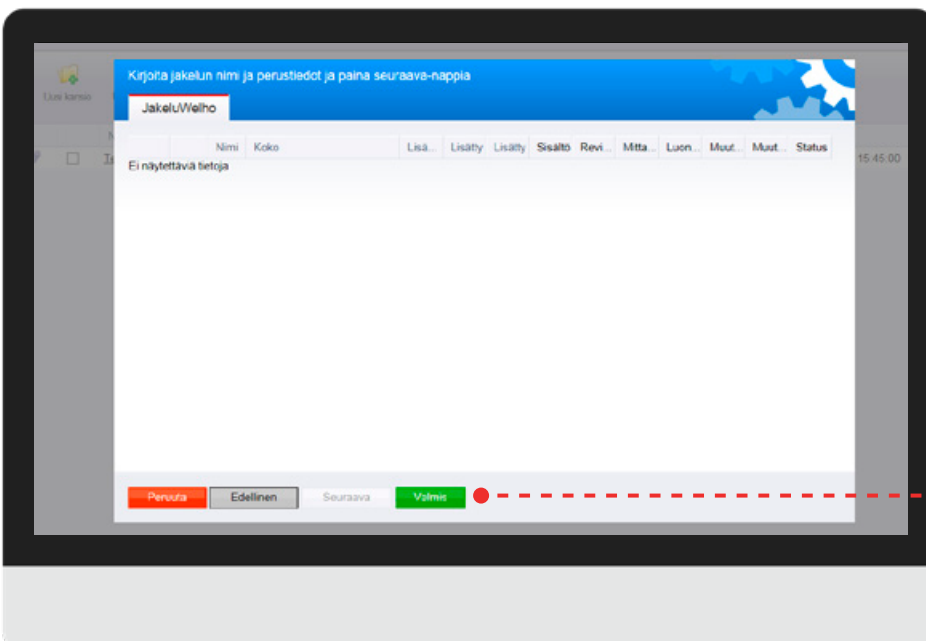 Kirjoita jakelun nimi ja perustiedot ja paina seuraava-nappia
Uusi kansio
JakeluWelho
Nimi Koko Lisä... Lisätty Lisätty Sisältö Revi... Mitta... Luon... Muut... Muut... Status
15:45:00
Ei näytettäviä tietoja
Peruuta Edellinen Seuraava Valmis